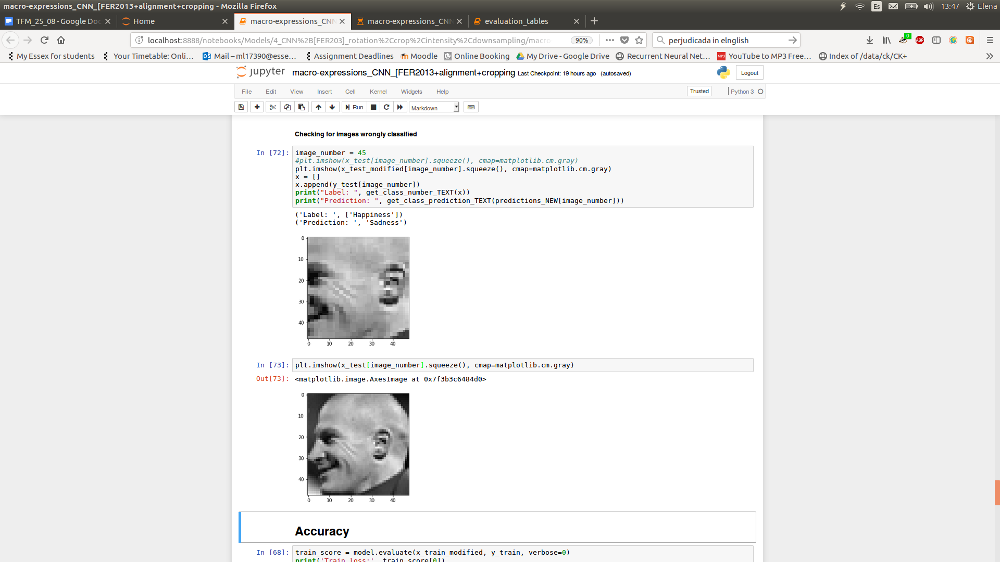 macro-expressions_CNN_[FER2013+alignment+cropping - Mozilla Firefox
Es
13:47
Elena
TFM_25_08 - Google Doc
Home
macro-expressions_CNN
macro-expressions_CNN
evaluation_tables
localhost:8888/notebooks/Models/4_CNN%2B[FER203]_rotation%2Ccrop%2Cintensity%2Cdownsampling/macro
90%
perjudicada in elnglish
0
ABP
My Essex for students
Your Timetable: Onli…
Mail – ml17390@esse…
Assignment Deadlines
Moodle
Online Booking
My Drive - Google Drive
Recurrent Neural Net…
YouTube to MP3 Free…
Index of /data/ck/CK+
jupyter
macro-expressions_CNN_[FER2013+alignment+cropping Last Checkpoint: 19 hours ago (autosaved)
Logout
File Edit View Insert Cell Kernel Widgets Help
Trusted
Python 3
Run
Markdown
Checking for images wrongly classified
In [72]:
image_number = 45
#plt.imshow(x_test[image_number].squeeze(), cmap=matplotlib.cm.gray)
plt.imshow(x_test_modified[image_number].squeeze(), cmap=matplotlib.cm.gray)
x = []
x.append(y_test[image_number])
print("Label: ", get_class_number_TEXT(x))
print("Prediction: ", get_class_prediction_TEXT(predictions_NEW[image_number]))
('Label: ', ['Happiness'])
('Prediction: ', 'Sadness')
0
10
20
30
40
0 10 20 30 40
In [73]:
plt.imshow(x_test[image_number].squeeze(), cmap=matplotlib.cm.gray)
Out[73]:
<matplotlib.image.AxesImage at 0x7f3b3c6484d0>
0
10
20
30
40
0 10 20 30 40
Accuracy
In [68]:
train_score = model.evaluate(x_train_modified, y_train, verbose=0)
print('Train loss:', train_score[0])